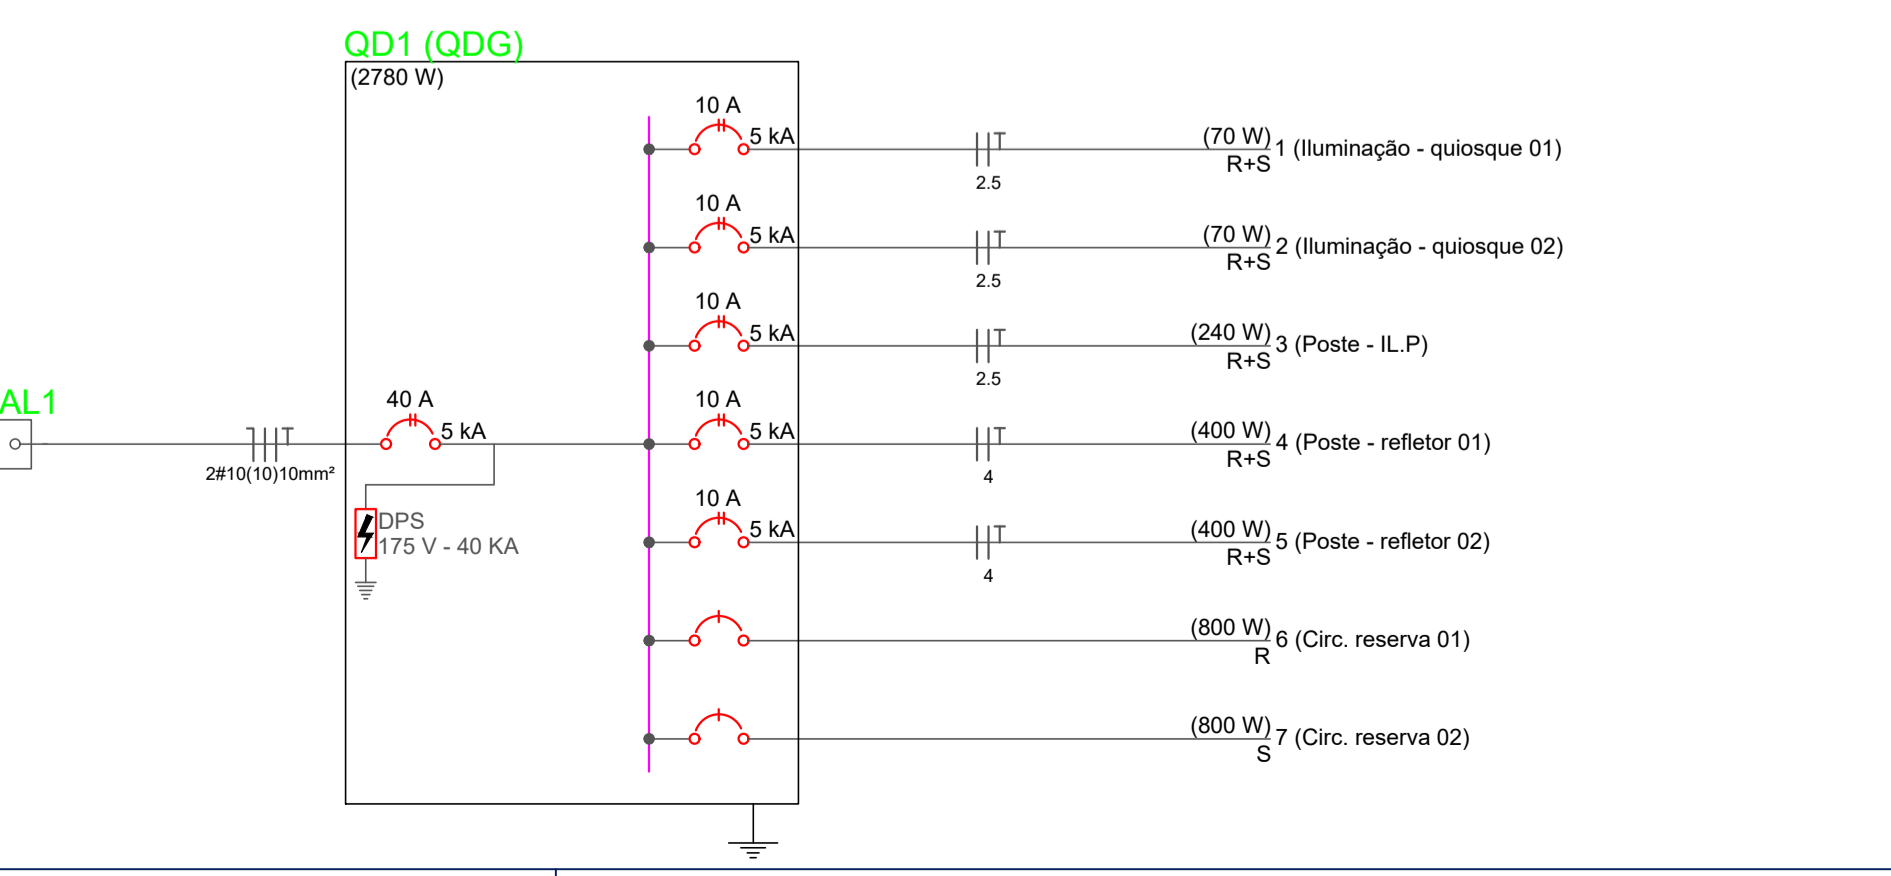 QD1 (QDG)
(2780 W)
10 A
5 kA
2.5
(70 W)
R+S
1 (Iluminação - quiosque 01)
10 A
5 kA
2.5
(70 W)
R+S
2 (Iluminação - quiosque 02)
10 A
5 kA
2.5
(240 W)
R+S
3 (Poste - IL.P)
AL1
2#10(10)10mm²
40 A
5 kA
10 A
5 kA
4
(400 W)
R+S
4 (Poste - refletor 01)
DPS
175 V - 40 KA
10 A
5 kA
4
(400 W)
R+S
5 (Poste - refletor 02)
(800 W)
R
6 (Circ. reserva 01)
(800 W)
S
7 (Circ. reserva 02)